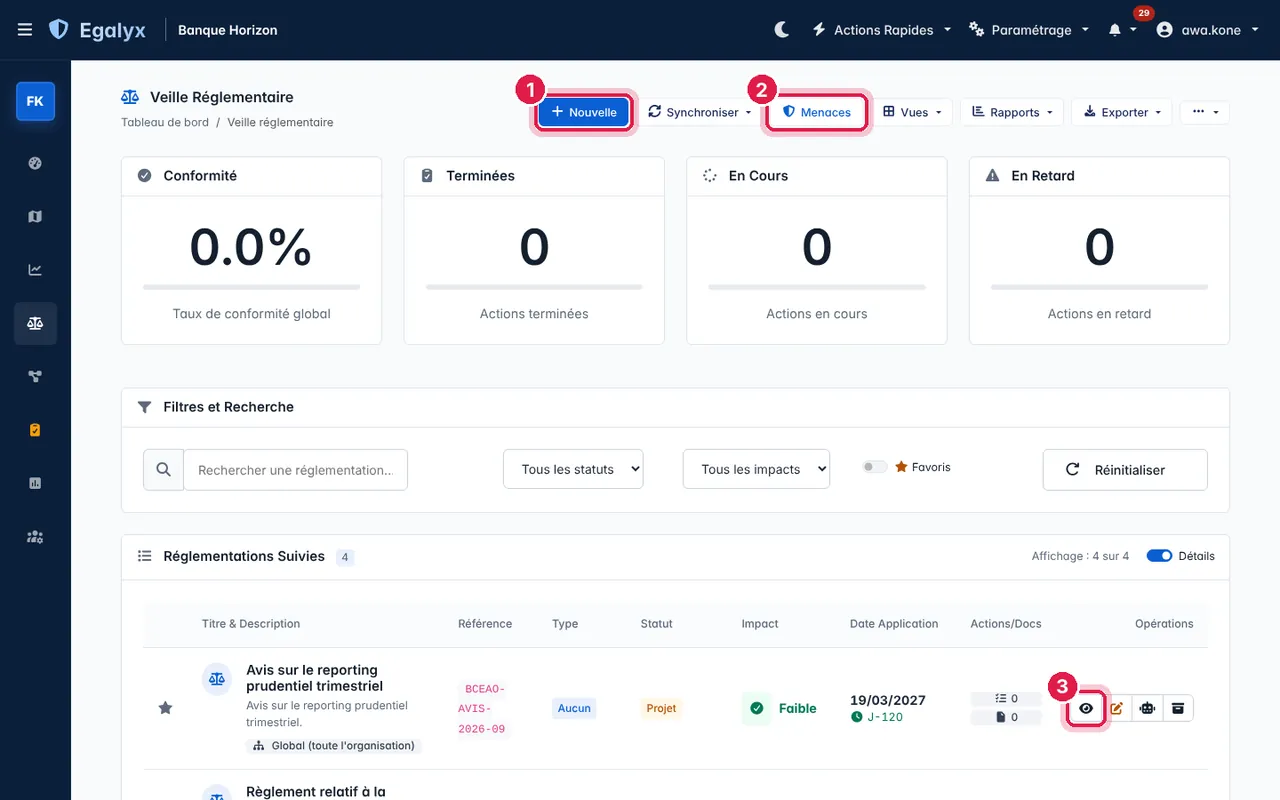 Egalyx
Banque Horizon
Actions Rapides
Paramétrage
29
awa.kone
FK
Veille Réglementaire
Tableau de bord / Veille réglementaire
1
Nouvelle
Synchroniser
2
Menaces
Vues
Rapports
Exporter
Conformité
0.0%
Taux de conformité global
Terminées
0
Actions terminées
En Cours
0
Actions en cours
En Retard
0
Actions en retard
Filtres et Recherche
Rechercher une réglementation...
Tous les statuts
Tous les impacts
Favoris
Réinitialiser
Réglementations Suivies 4
Affichage : 4 sur 4
Détails
Titre & Description
Référence
Type
Statut
Impact
Date Application
Actions/Docs
Opérations
Avis sur le reporting
prudentiel trimestriel
Avis sur le reporting prudentiel
trimestriel.
Global (toute l'organisation)
BCEAO-
AVIS-
2026-09
Aucun
Projet
Faible
19/03/2027
J-120
0
0
3
Règlement relatif à la